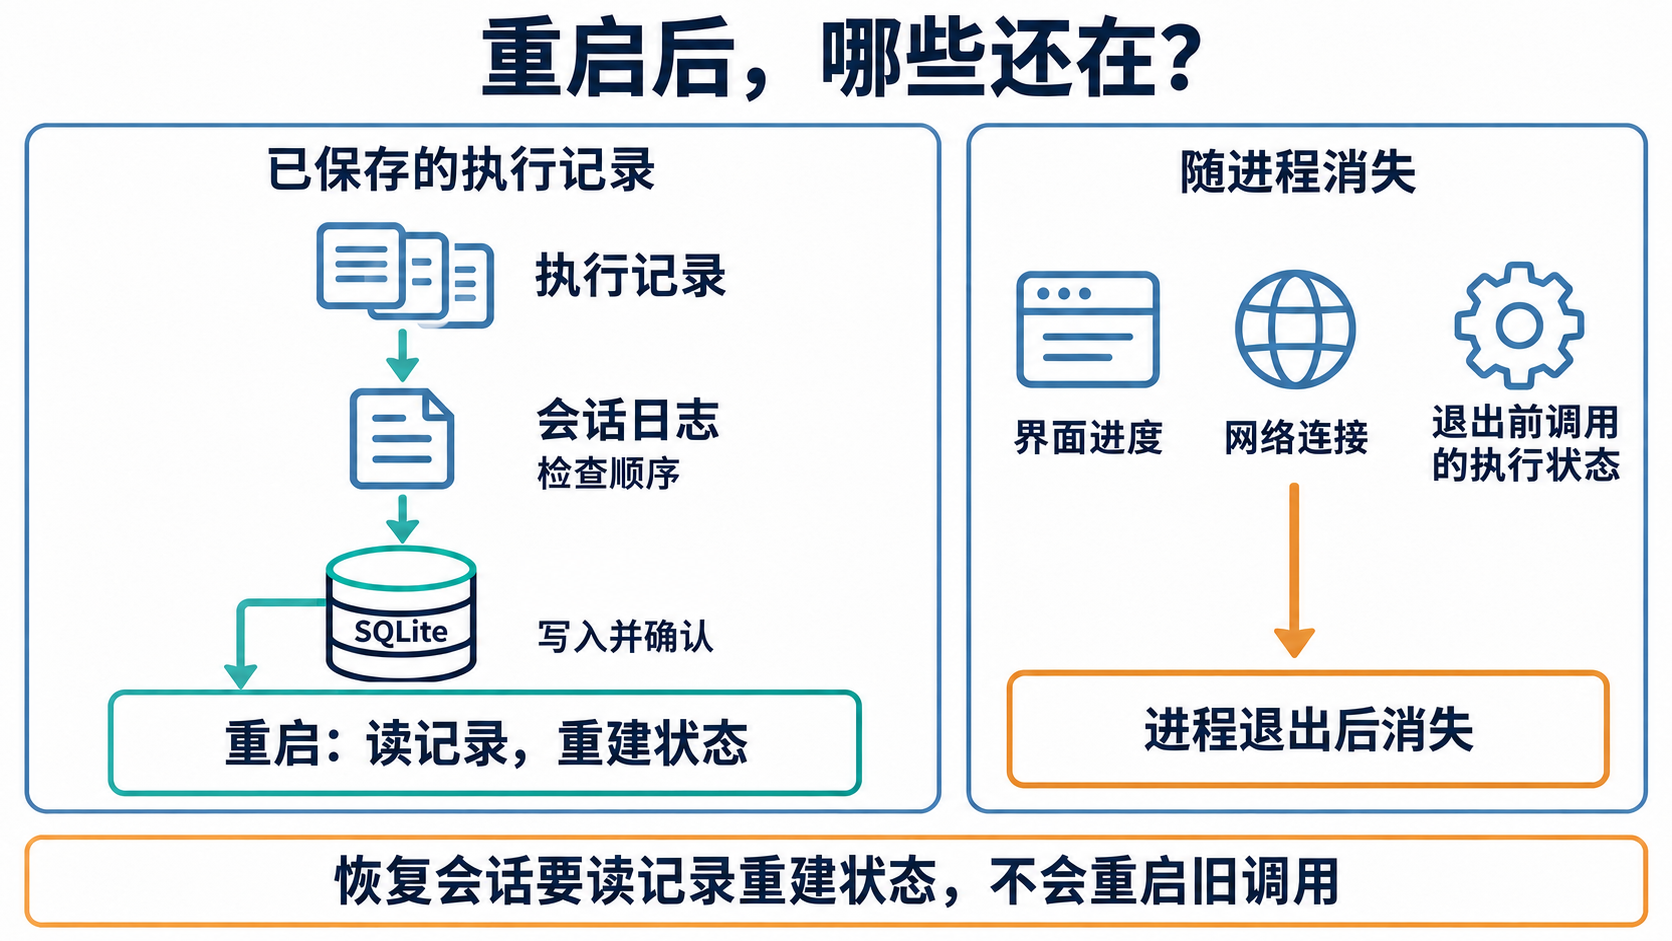 重启后，哪些还在？
已保存的执行记录
执行记录
会话日志
检查顺序
SQLite
写入并确认
重启：读记录，重建状态
随进程消失
界面进度
网络连接
退出前调用
的执行状态
进程退出后消失
恢复会话要读记录重建状态，不会重启旧调用